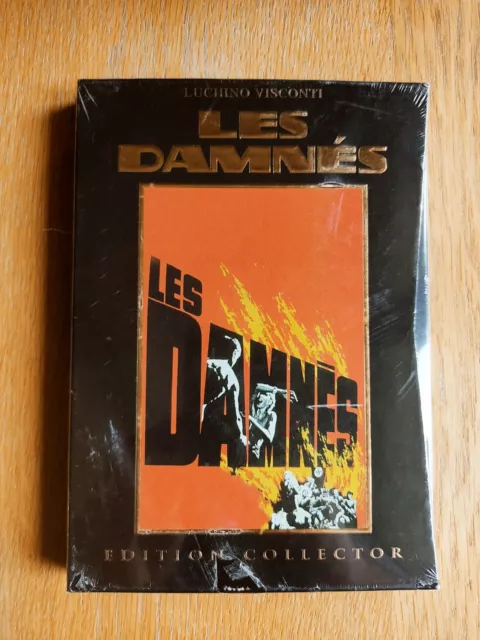 LUCHINO VISCONTI
LES
DAMNÉS
LES
DAMNÉS
EDITION COLLECTOR